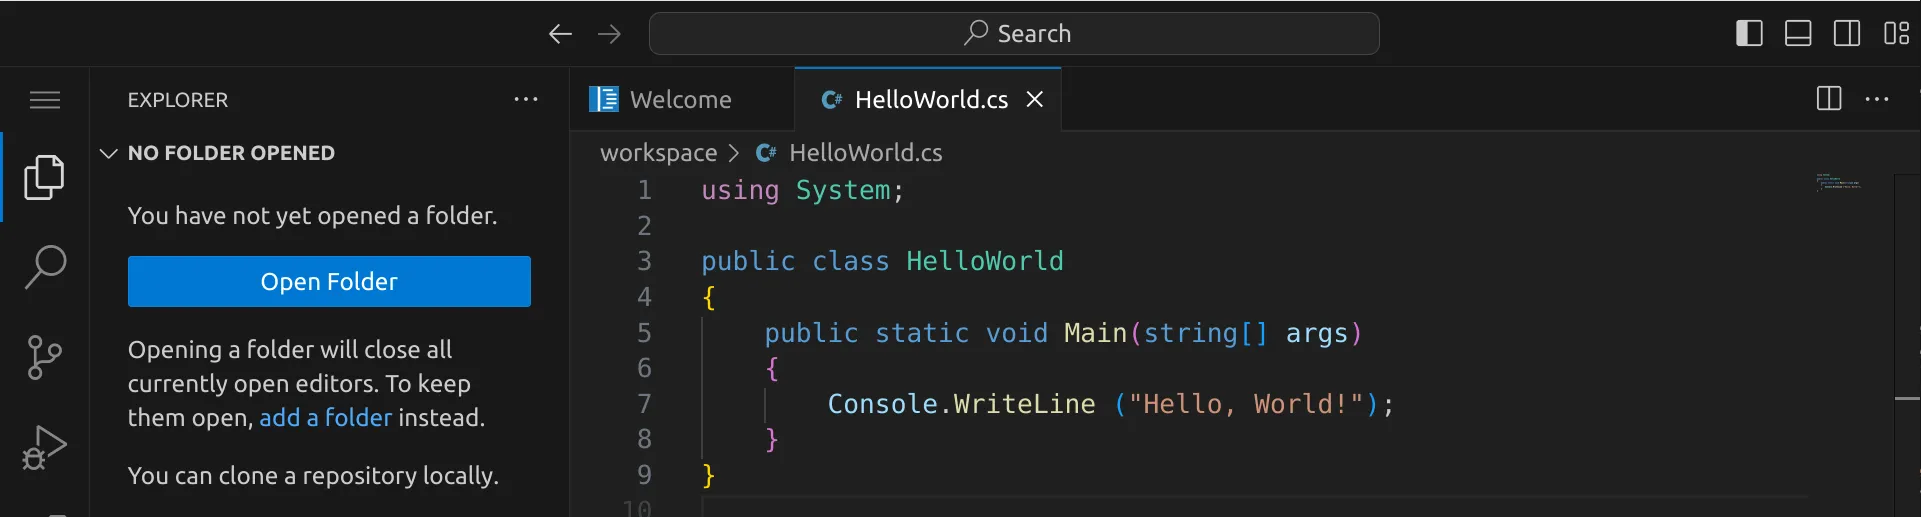 Search
EXPLORER
NO FOLDER OPENED
You have not yet opened a folder.
Open Folder
Opening a folder will close all
currently open editors. To keep
them open, add a folder instead.
You can clone a repository locally.
Welcome
C# HelloWorld.cs
workspace > C# HelloWorld.cs
1 using System;
2
3 public class HelloWorld
4 {
5 public static void Main(string[] args)
6 {
7 Console.WriteLine ("Hello, World!");
8 }
9 }
10